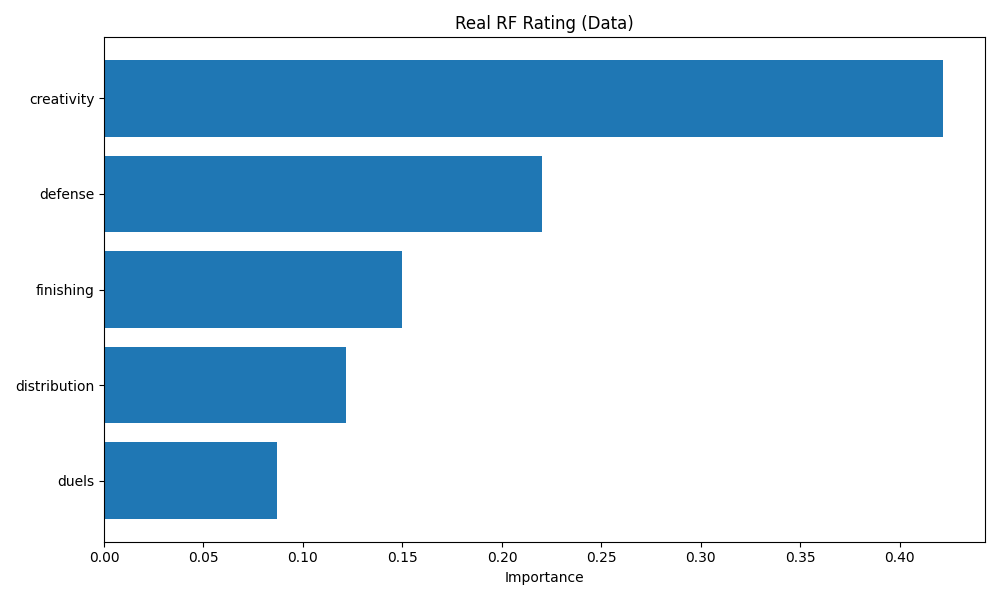 Real RF Rating (Data)
creativity
defense
finishing
distribution
duels
0.00 0.05 0.10 0.15 0.20 0.25 0.30 0.35 0.40
Importance